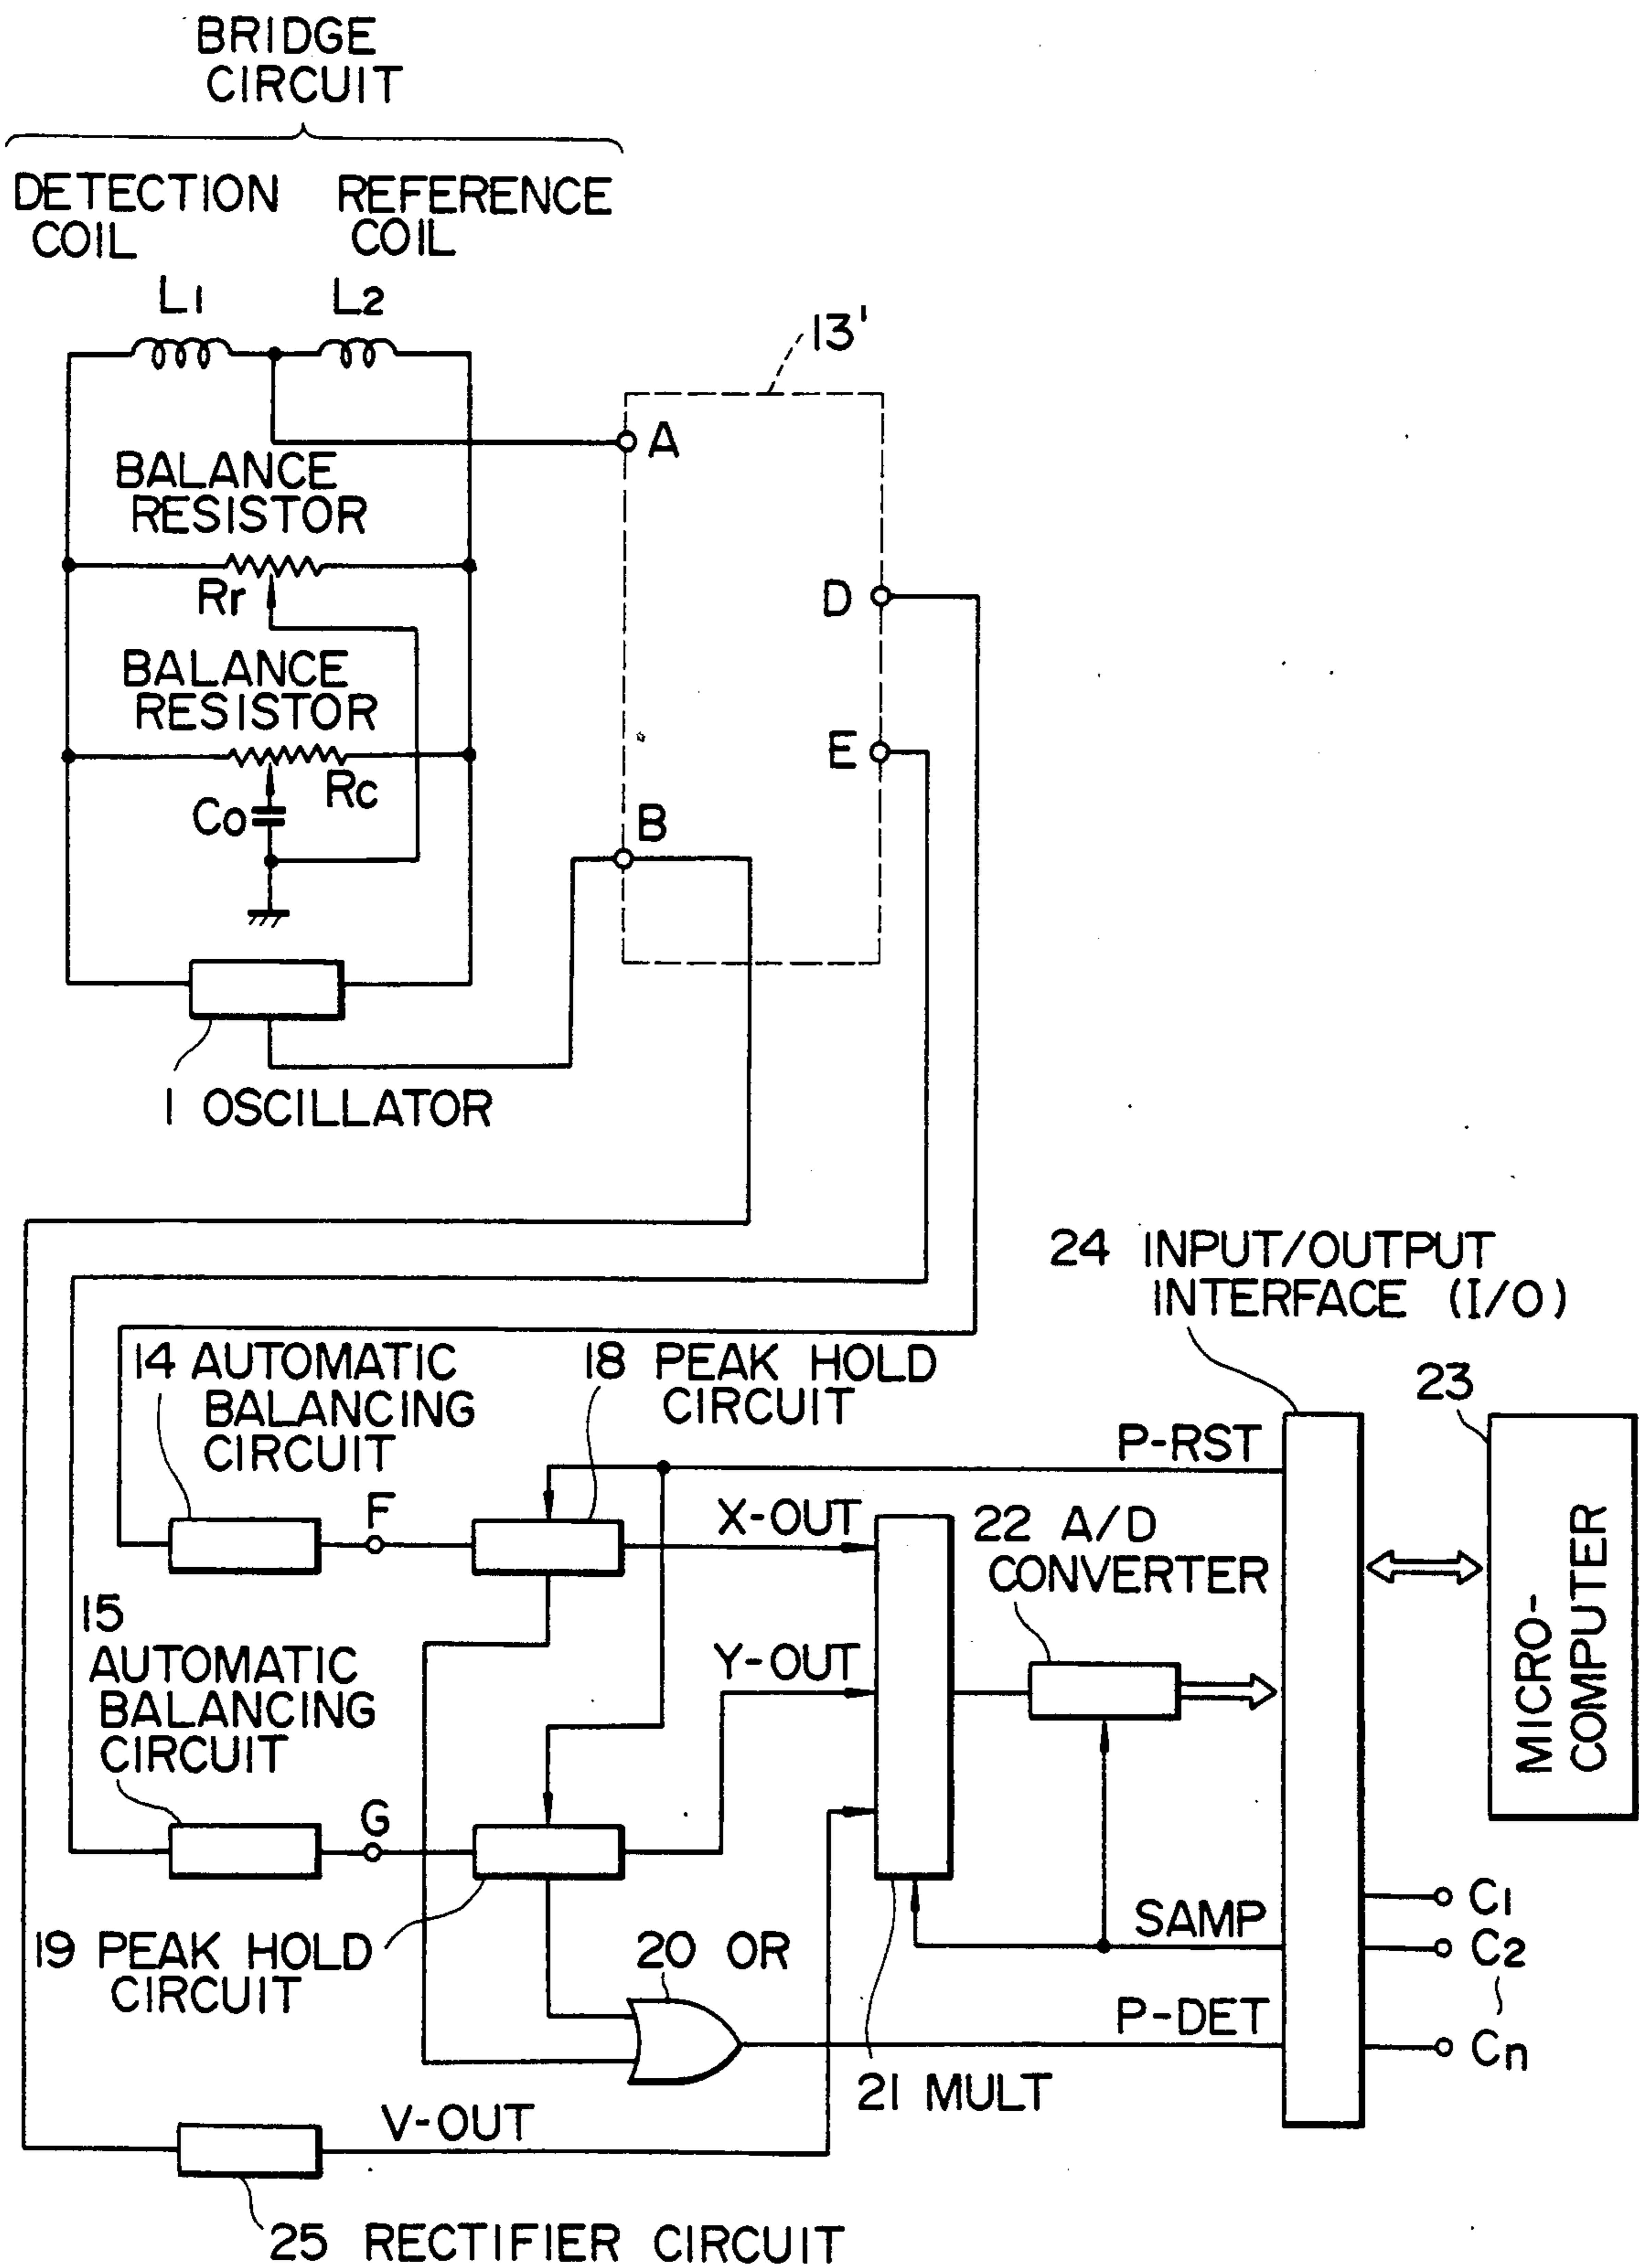 BRIDGE
CIRCUIT
DETECTION
COIL
REFERENCE
COIL
L1
L2
13'
A
BALANCE
RESISTOR
Rr
D
BALANCE
RESISTOR
Rc
E
Co
B
1 OSCILLATOR
24 INPUT/OUTPUT
INTERFACE (I/O)
14 AUTOMATIC
BALANCING
CIRCUIT
18 PEAK HOLD
CIRCUIT
23
P-RST
F
X-OUT
22 A/D
CONVERTER
MICRO-
COMPUTER
15
AUTOMATIC
BALANCING
CIRCUIT
Y-OUT
G
C1
SAMP
C2
19 PEAK HOLD
CIRCUIT
20 OR
P-DET
Cn
21 MULT
V-OUT
25 RECTIFIER CIRCUIT